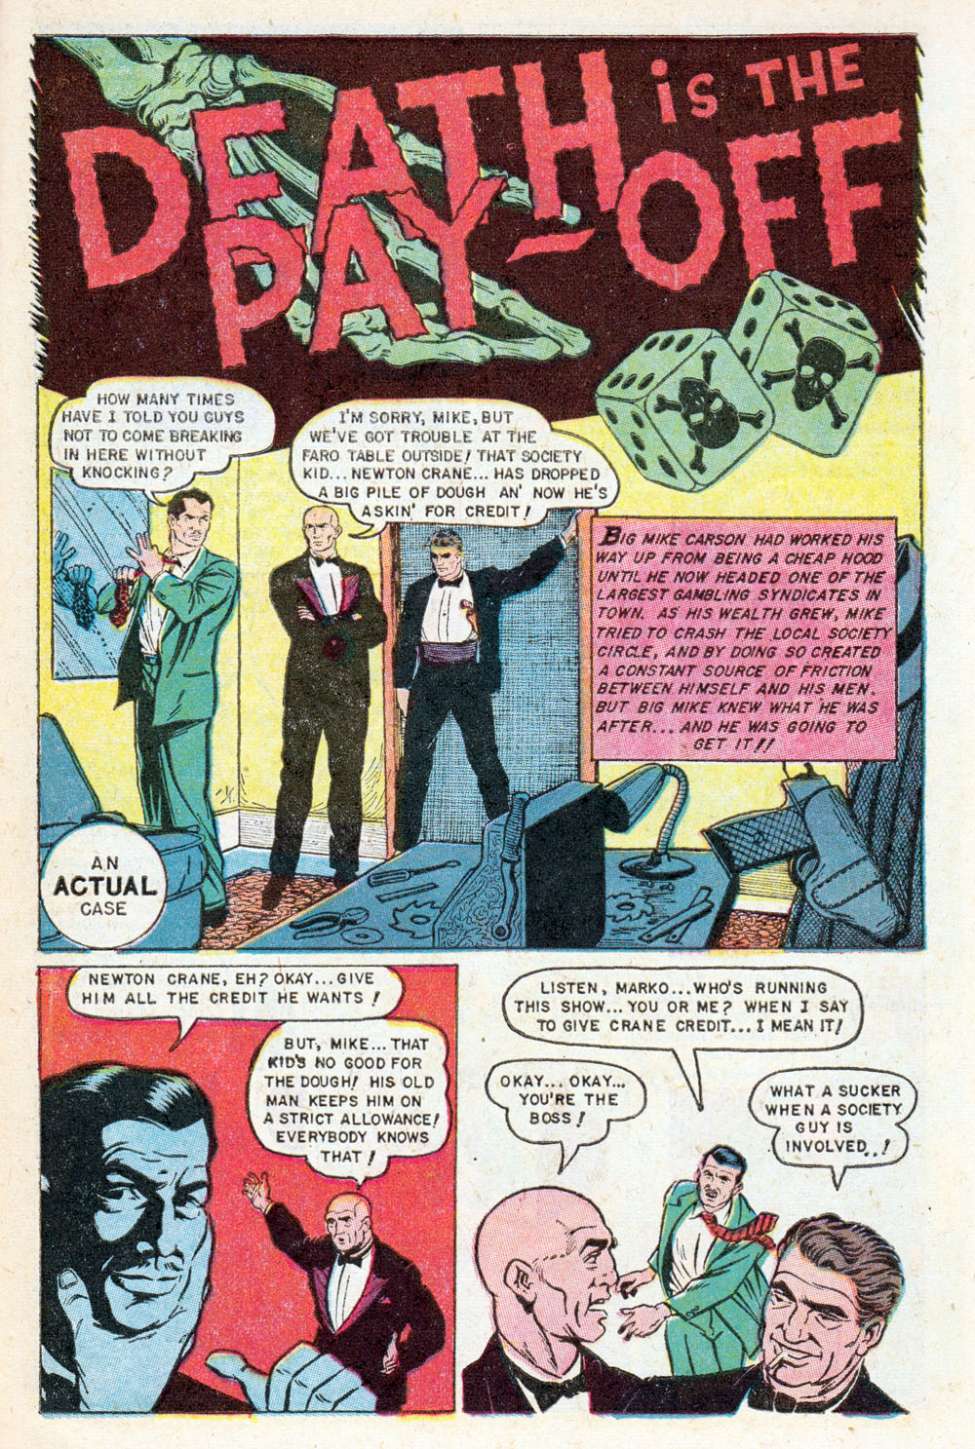 DEATH is THE
PAY-OFF
HOW MANY TIMES
HAVE I TOLD YOU GUYS
NOT TO COME BREAKING
IN HERE WITHOUT
KNOCKING?
I'M SORRY, MIKE, BUT
WE'VE GOT TROUBLE AT THE
FARO TABLE OUTSIDE! THAT SOCIETY
KID... NEWTON CRANE... HAS DROPPED
A BIG PILE OF DOUGH AN' NOW HE'S
ASKIN' FOR CREDIT!
BIG MIKE CARSON HAD WORKED HIS
WAY UP FROM BEING A CHEAP HOOD
UNTIL HE NOW HEADED ONE OF THE
LARGEST GAMBLING SYNDICATES IN
TOWN. AS HIS WEALTH GREW, MIKE
TRIED TO CRASH THE LOCAL SOCIETY
CIRCLE, AND BY DOING SO CREATED
A CONSTANT SOURCE OF FRICTION
BETWEEN HIMSELF AND HIS MEN.
BUT BIG MIKE KNEW WHAT HE WAS
AFTER... AND HE WAS GOING TO
GET IT!!
AN
ACTUAL
CASE
NEWTON CRANE, EH? OKAY... GIVE
HIM ALL THE CREDIT HE WANTS!
BUT, MIKE... THAT
KID'S NO GOOD FOR
THE DOUGH! HIS OLD
MAN KEEPS HIM ON
A STRICT ALLOWANCE!
EVERYBODY KNOWS
THAT!
LISTEN, MARKO... WHO'S RUNNING
THIS SHOW... YOU OR ME? WHEN I SAY
TO GIVE CRANE CREDIT... I MEAN IT!
OKAY... OKAY...
YOU'RE THE
BOSS!
WHAT A SUCKER
WHEN A SOCIETY
GUY IS
INVOLVED..!